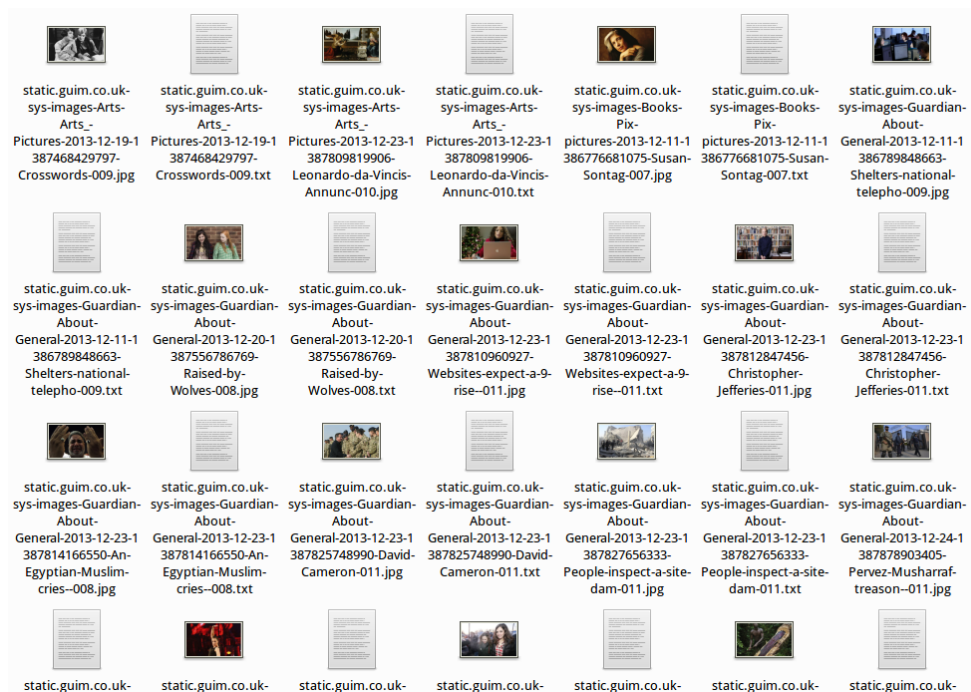 static.guim.co.uk-
sys-images-Arts-
Arts_-
Pictures-2013-12-19-1
387468429797-
Crosswords-009.jpg
static.guim.co.uk-
sys-images-Arts-
Arts_-
Pictures-2013-12-19-1
387468429797-
Crosswords-009.txt
static.guim.co.uk-
sys-images-Arts-
Arts_-
Pictures-2013-12-23-1
387809819906-
Leonardo-da-Vincis-
Annunc-010.jpg
static.guim.co.uk-
sys-images-Arts-
Arts_-
Pictures-2013-12-23-1
387809819906-
Leonardo-da-Vincis-
Annunc-010.txt
static.guim.co.uk-
sys-images-Books-
Pix-
pictures-2013-12-11-1
386776681075-Susan-
Sontag-007.jpg
static.guim.co.uk-
sys-images-Books-
Pix-
pictures-2013-12-11-1
386776681075-Susan-
Sontag-007.txt
static.guim.co.uk-
sys-images-Guardian-
About-
General-2013-12-11-1
386789848663-
Shelters-national-
telepho-009.jpg
static.guim.co.uk-
sys-images-Guardian-
About-
General-2013-12-11-1
386789848663-
Shelters-national-
telepho-009.txt
static.guim.co.uk-
sys-images-Guardian-
About-
General-2013-12-20-1
387556786769-
Raised-by-
Wolves-008.jpg
static.guim.co.uk-
sys-images-Guardian-
About-
General-2013-12-20-1
387556786769-
Raised-by-
Wolves-008.txt
static.guim.co.uk-
sys-images-Guardian-
About-
General-2013-12-23-1
387810960927-
Websites-expect-a-9-
rise--011.jpg
static.guim.co.uk-
sys-images-Guardian-
About-
General-2013-12-23-1
387810960927-
Websites-expect-a-9-
rise--011.txt
static.guim.co.uk-
sys-images-Guardian-
About-
General-2013-12-23-1
387812847456-
Christopher-
Jefferies-011.jpg
static.guim.co.uk-
sys-images-Guardian-
About-
General-2013-12-23-1
387812847456-
Christopher-
Jefferies-011.txt
static.guim.co.uk-
sys-images-Guardian-
About-
General-2013-12-23-1
387814166550-An-
Egyptian-Muslim-
cries--008.jpg
static.guim.co.uk-
sys-images-Guardian-
About-
General-2013-12-23-1
387814166550-An-
Egyptian-Muslim-
cries--008.txt
static.guim.co.uk-
sys-images-Guardian-
About-
General-2013-12-23-1
387825748990-David-
Cameron-011.jpg
static.guim.co.uk-
sys-images-Guardian-
About-
General-2013-12-23-1
387825748990-David-
Cameron-011.txt
static.guim.co.uk-
sys-images-Guardian-
About-
General-2013-12-23-1
387827656333-
People-inspect-a-site-
dam-011.jpg
static.guim.co.uk-
sys-images-Guardian-
About-
General-2013-12-23-1
387827656333-
People-inspect-a-site-
dam-011.txt
static.guim.co.uk-
sys-images-Guardian-
About-
General-2013-12-24-1
387878903405-
Pervez-Musharraf-
treason--011.jpg
static.guim.co.uk-
static.guim.co.uk-
static.guim.co.uk-
static.guim.co.uk-
static.guim.co.uk-
static.guim.co.uk-
static.guim.co.uk-